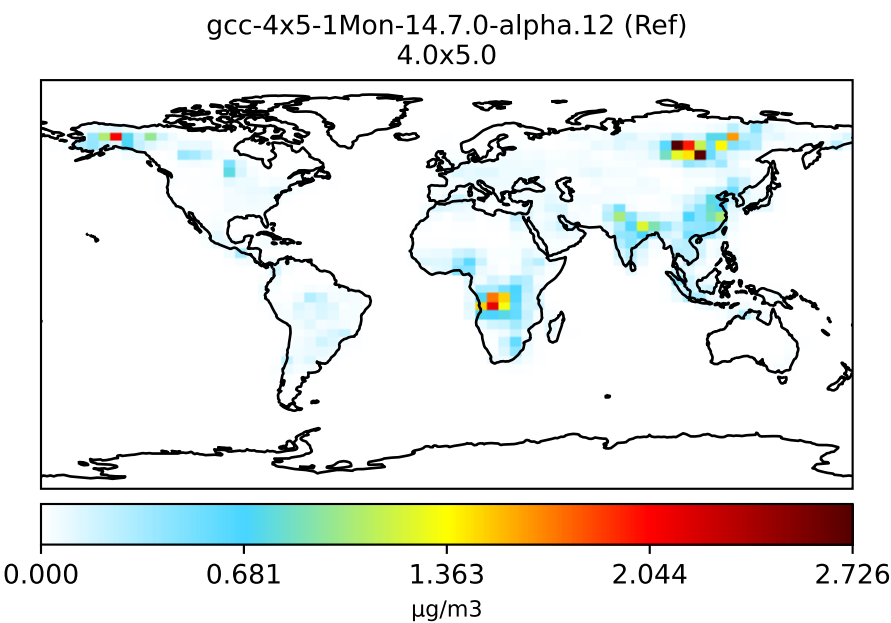 gcc-4x5-1Mon-14.7.0-alpha.12 (Ref)
4.0x5.0
0.000 0.681 1.363 2.044 2.726
μg/m3